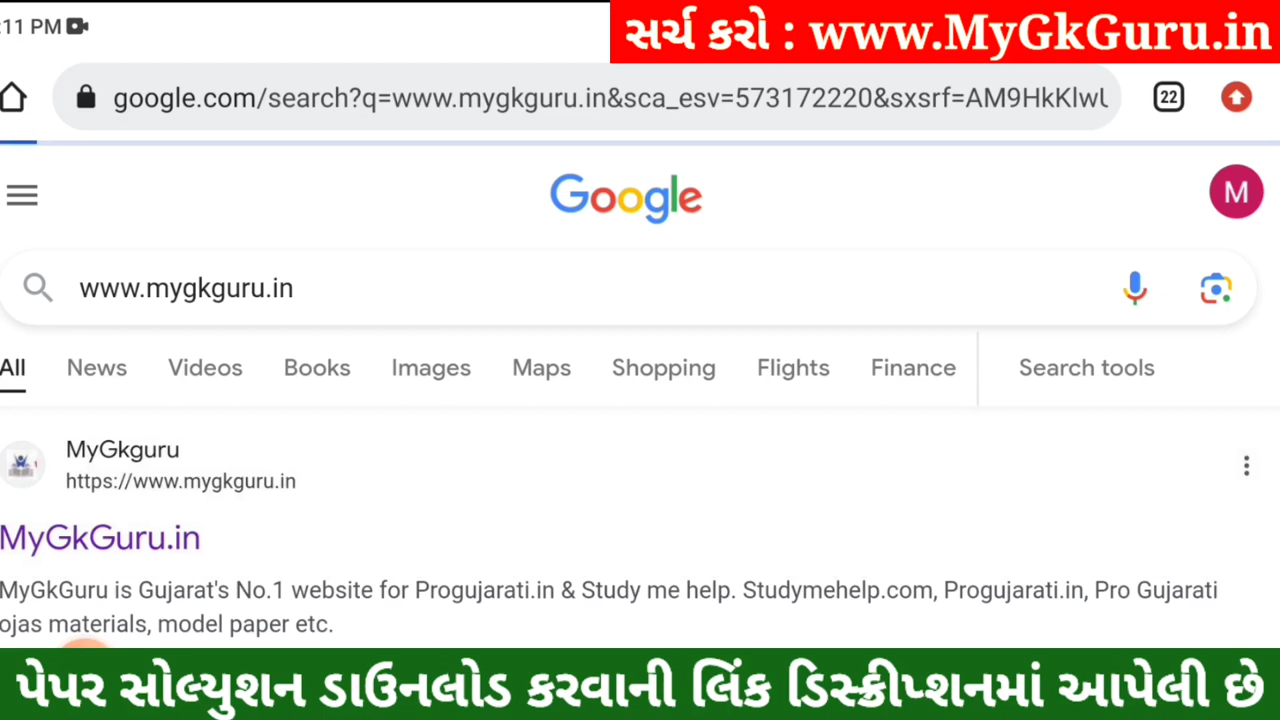 :11 PM
સર્ચ કરો : www.MyGkGuru.in
google.com/search?q=www.mygkguru.in&sca_esv=573172220&sxsrf=AM9HkKlwU
22
Google
M
www.mygkguru.in
All News Videos Books Images Maps Shopping Flights Finance Search tools
MyGkguru
https://www.mygkguru.in
MyGkGuru.in
MyGkGuru is Gujarat's No.1 website for Progujarati.in & Study me help. Studymehelp.com, Progujarati.in, Pro Gujarati
ojas materials, model paper etc.
પેપર સોલ્યુશન ડાઉનલોડ કરવાની લિંક ડિસ્ક્રીપ્શનમાં આપેલી છે